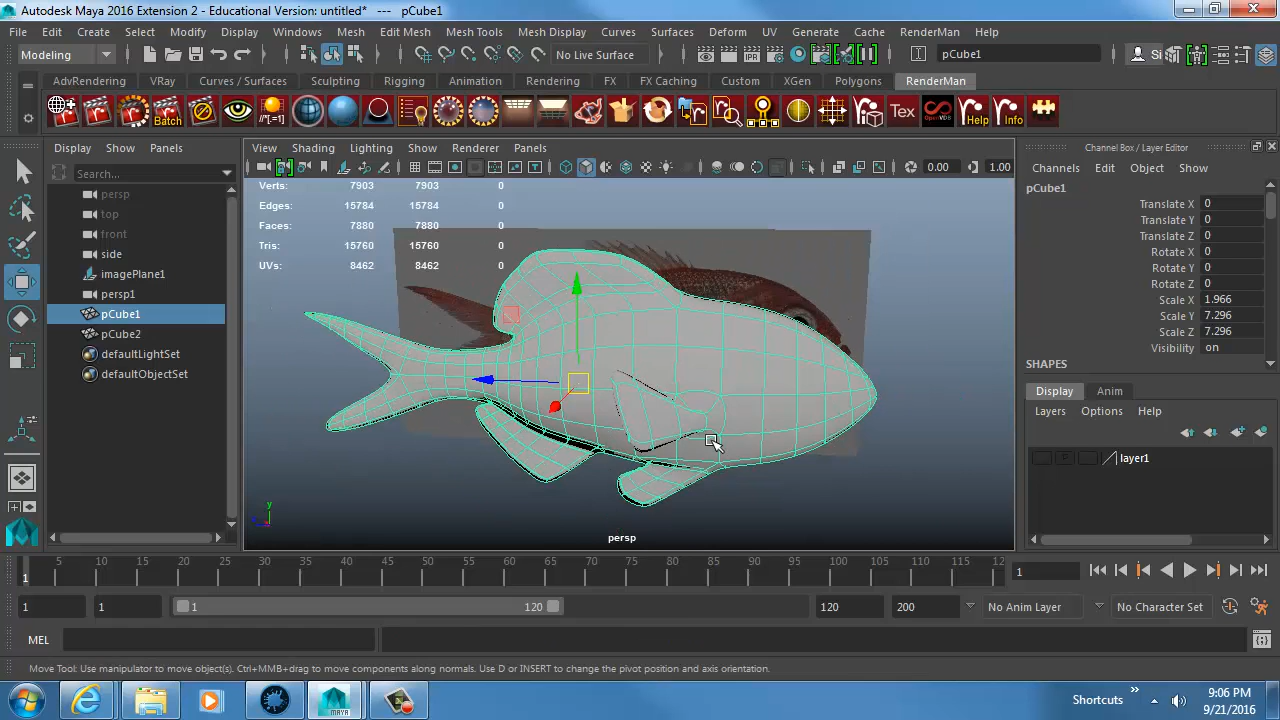 Autodesk Maya 2016 Extension 2 - Educational Version: untitled*   ---   pCube1
File Edit Create Select Modify Display Windows Mesh Edit Mesh Mesh Tools Mesh Display Curves Surfaces Deform UV Generate Cache RenderMan Help
Modeling No Live Surface pCube1 Si
AdvRendering VRay Curves / Surfaces Sculpting Rigging Animation Rendering FX FX Caching Custom XGen Polygons RenderMan
Batch //*[.=] Tex OpenVDB Help Info
Display Show Panels
View Shading Lighting Show Renderer Panels
Channel Box / Layer Editor
Search...
0.00 1.00
Channels Edit Object Show
persp
top
front
side
imagePlane1
persp1
pCube1
pCube2
defaultLightSet
defaultObjectSet
Verts: 7903 7903 0
Edges: 15784 15784 0
Faces: 7880 7880 0
Tris: 15760 15760 0
UVs: 8462 8462 0
y
persp
pCube1
Translate X 0
Translate Y 0
Translate Z 0
Rotate X 0
Rotate Y 0
Rotate Z 0
Scale X 1.966
Scale Y 7.296
Scale Z 7.296
Visibility on
SHAPES
Display Anim
Layers Options Help
P layer1
1 5 10 15 20 25 30 35 40 45 50 55 60 65 70 75 80 85 90 95 100 105 110 115 12
1
1 1 1 120 120 200 No Anim Layer No Character Set
MEL
Move Tool: Use manipulator to move object(s). Ctrl+MMB+drag to move components along normals. Use D or INSERT to change the pivot position and axis orientation.
MAYA
Shortcuts
9:06 PM
9/21/2016